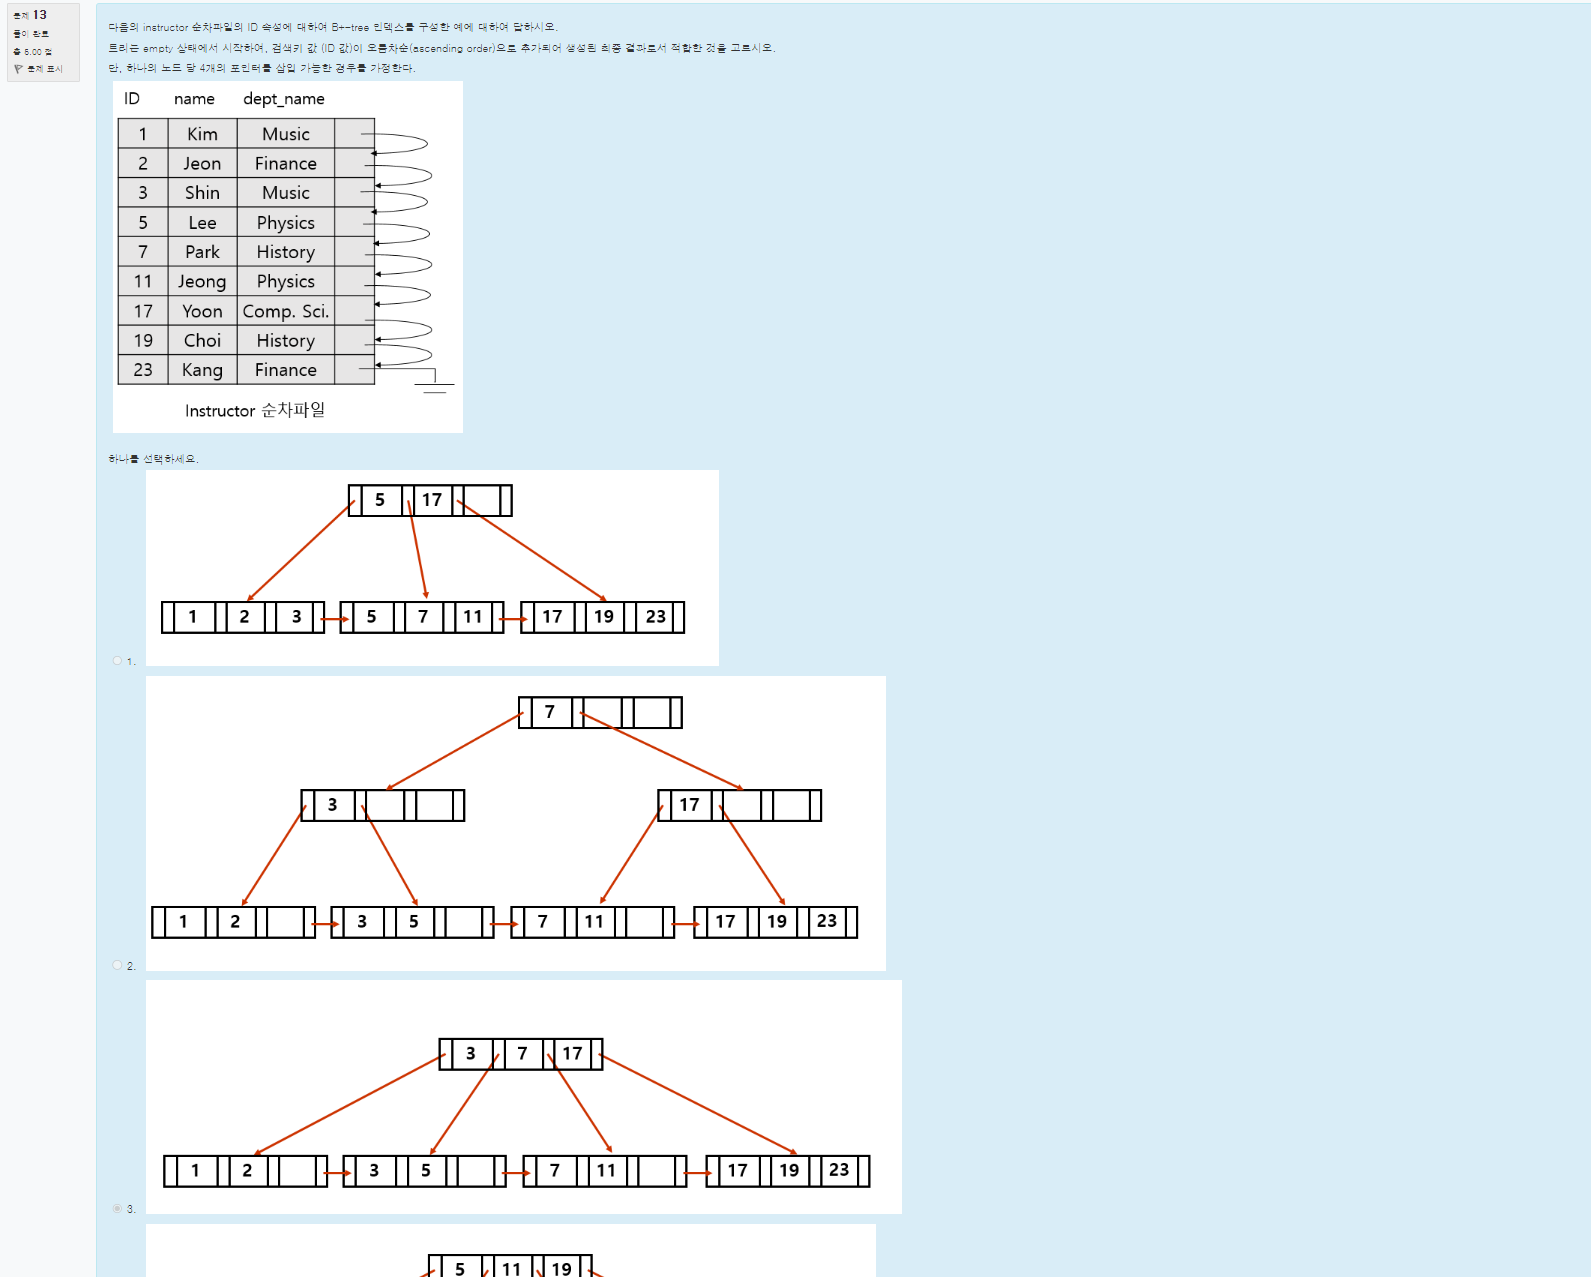 문제 13
풀이 완료
총 6.00 점
문제 표시
다음의 instructor 순차파일의 ID 속성에 대하여 B+-tree 인덱스를 구성한 예에 대하여 답하시오.
트리는 empty 상태에서 시작하여, 검색키 값 (ID 값)이 오름차순(ascending order)으로 추가되어 생성된 최종 결과로서 적합한 것을 고르시오.
단, 하나의 노드 당 4개의 포인터를 삽입 가능한 경우를 가정한다.
ID name dept_name
1 Kim Music
2 Jeon Finance
3 Shin Music
5 Lee Physics
7 Park History
11 Jeong Physics
17 Yoon Comp. Sci.
19 Choi History
23 Kang Finance
Instructor 순차파일
하나를 선택하세요.
5 17
1 2 3 5 7 11 17 19 23
1.
7
3 17
1 2 3 5 7 11 17 19 23
2.
3 7 17
1 2 3 5 7 11 17 19 23
3.
5 11 19